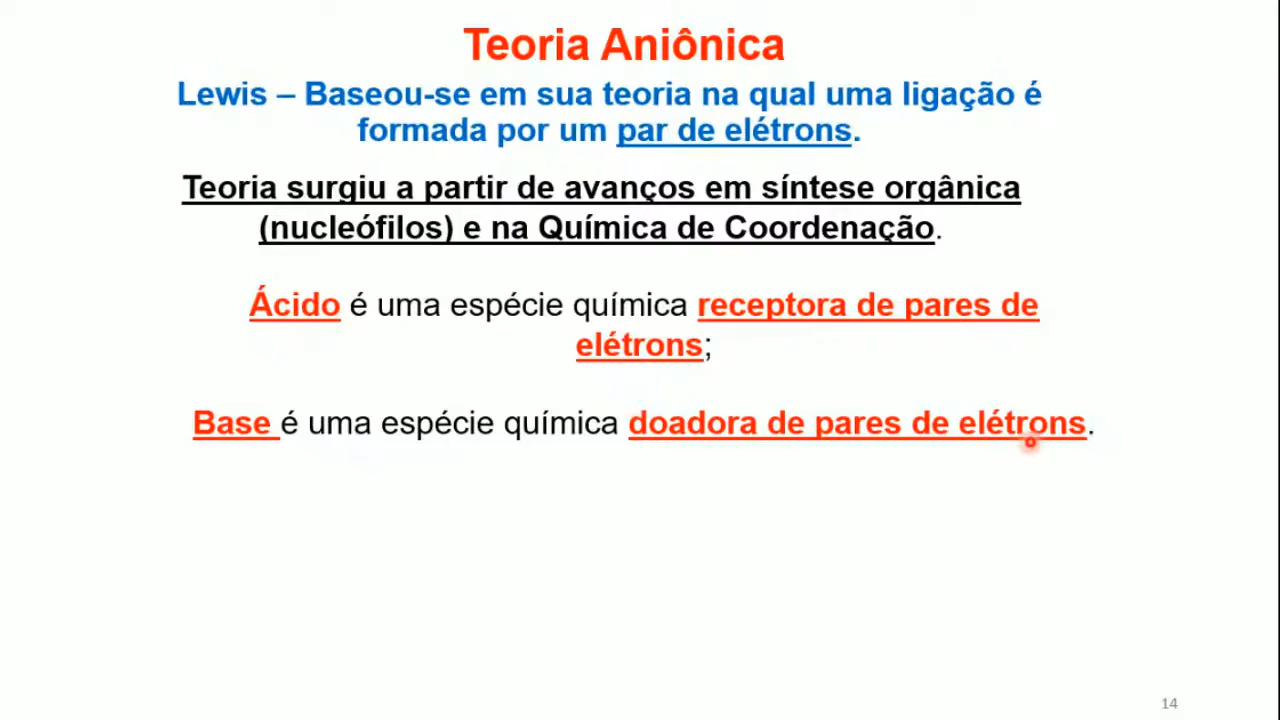 Teoria Aniônica
Lewis – Baseou-se em sua teoria na qual uma ligação é
formada por um par de elétrons.
Teoria surgiu a partir de avanços em síntese orgânica
(nucleófilos) e na Química de Coordenação.
Ácido é uma espécie química receptora de pares de
elétrons;
Base é uma espécie química doadora de pares de elétrons.
14